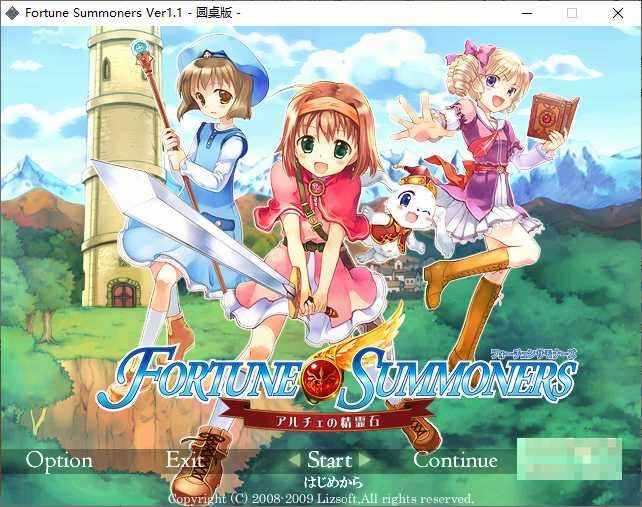 Fortune Summoners Ver1.1 - 圆桌版 -
フォーチュンサモナーズ
FORTUNE SUMMONERS
アルチェの精霊石
Option Exit Start Continue
はじめから
Copyright (C) 2008-2009 Lizsoft,All rights reserved.